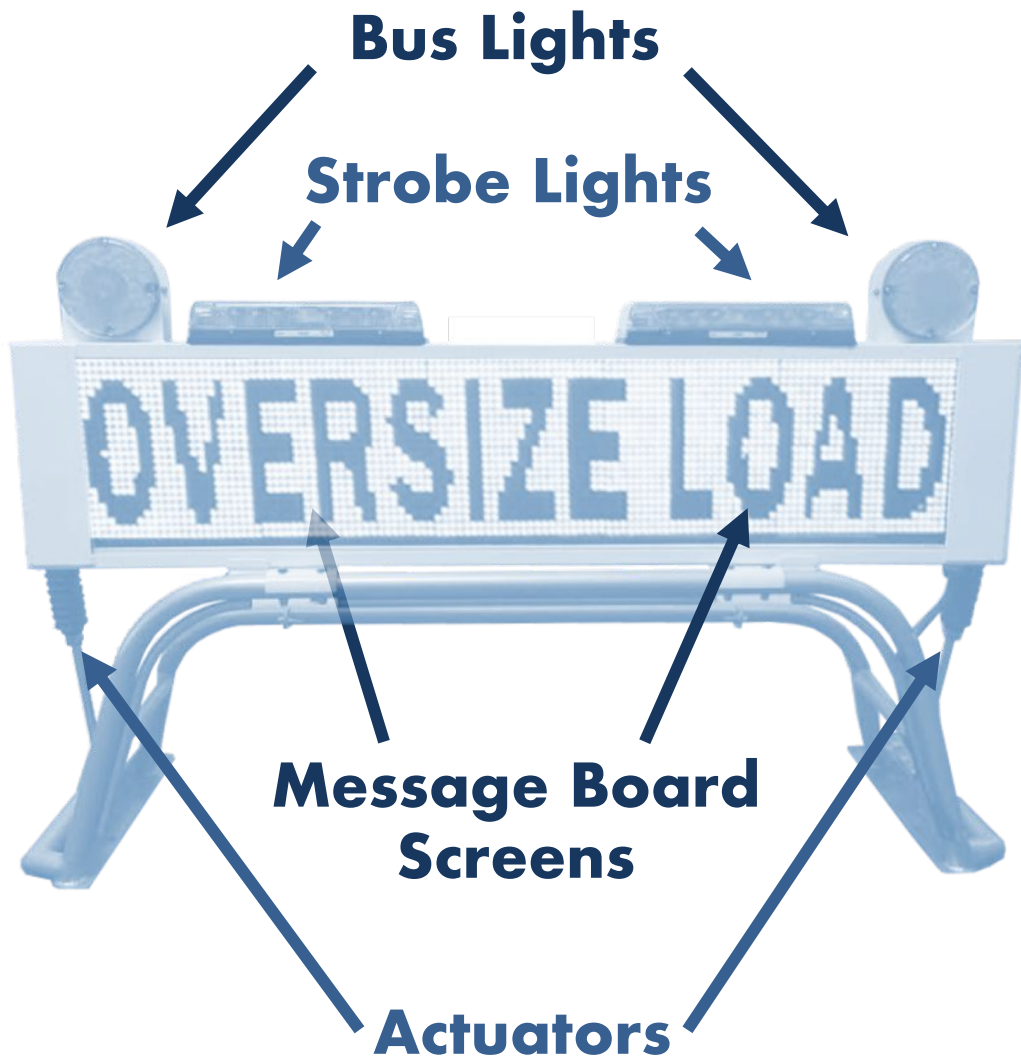 Bus Lights
Strobe Lights
OVERSIZE LOAD
Message Board
Screens
Actuators